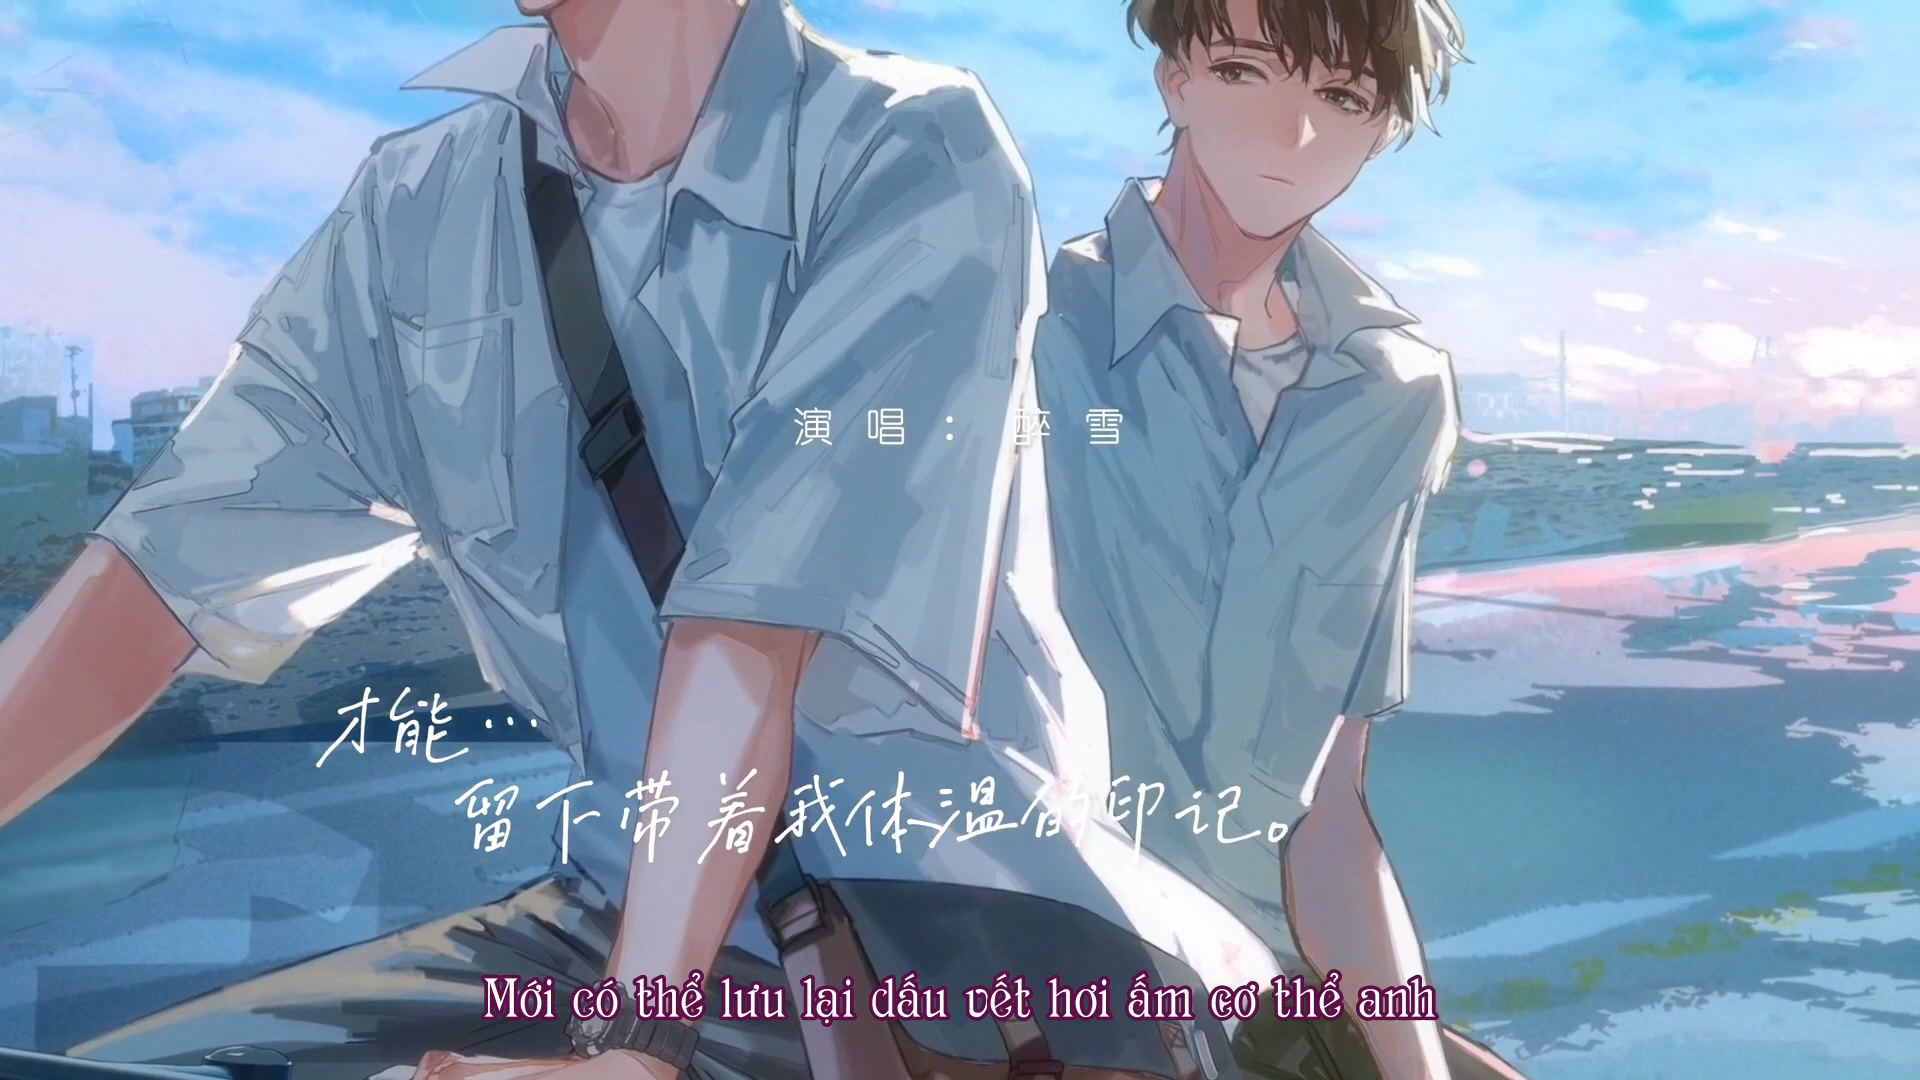 演唱：醉雪
才能…
留下带着我体温的印记。
Mới có thể lưu lại dấu vết hơi ấm cơ thể anh